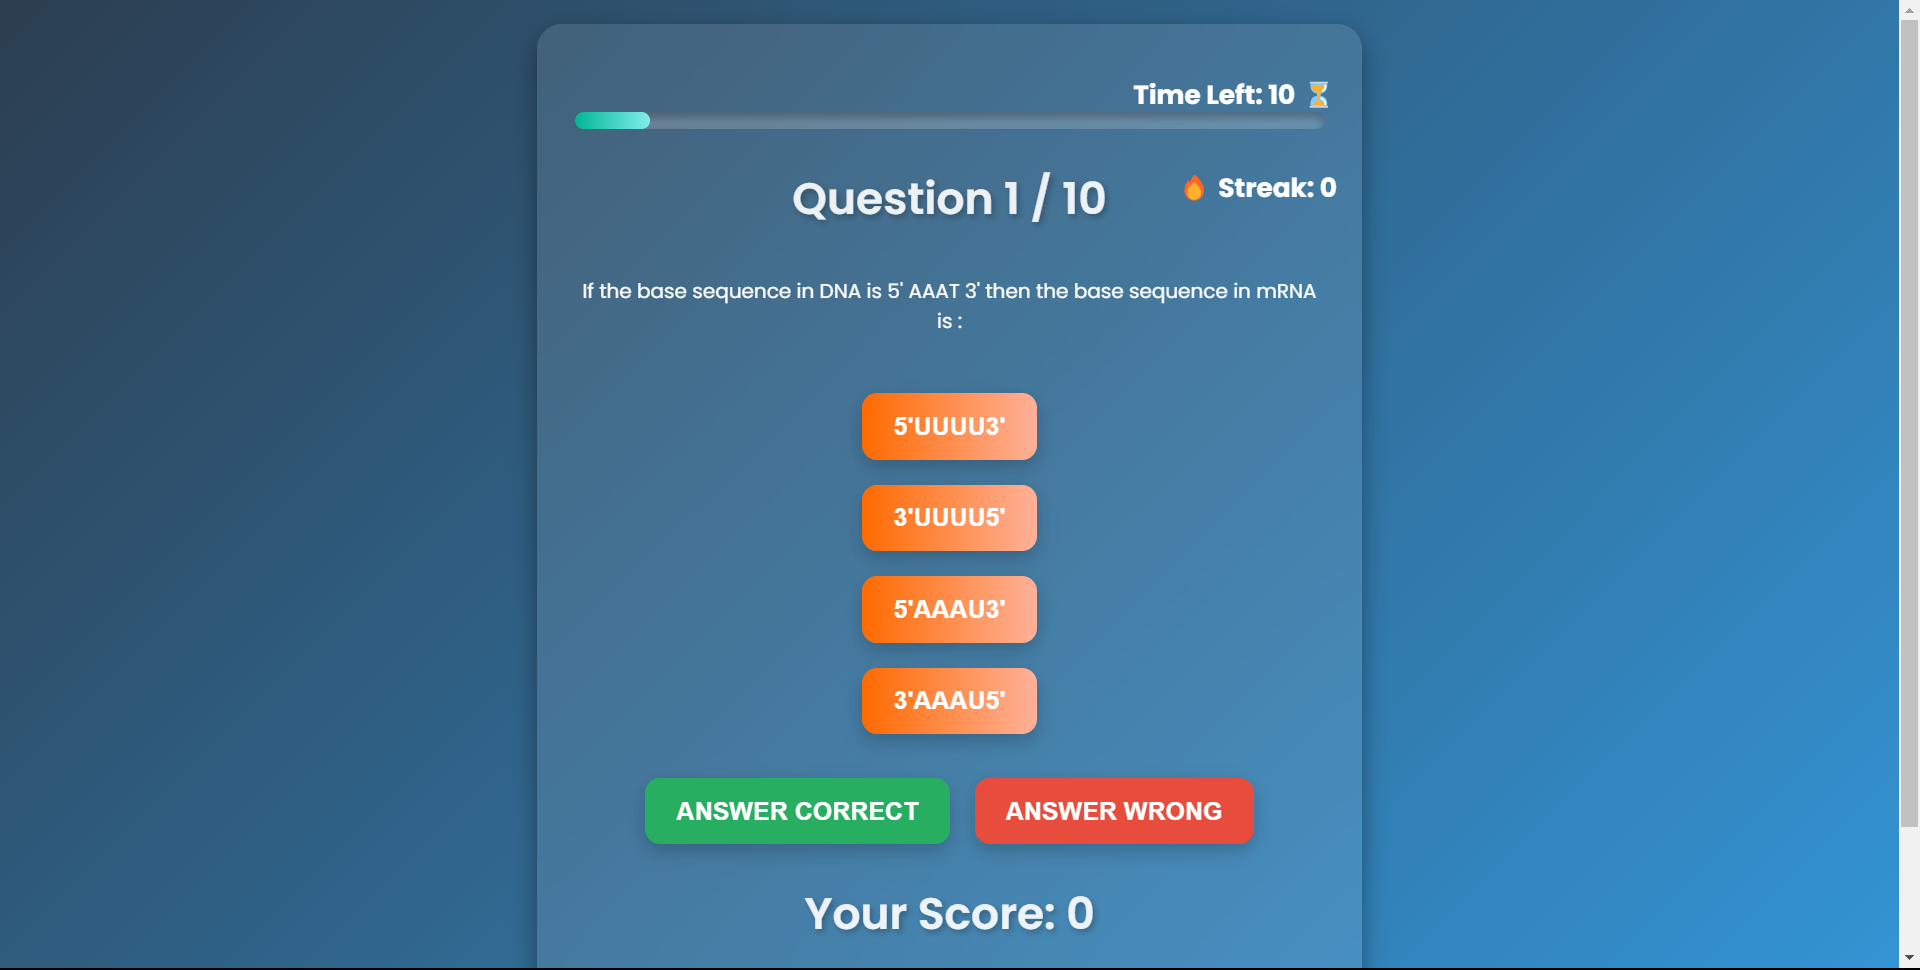 Time Left: 10 ⏳
Question 1 / 10
🔥 Streak: 0
If the base sequence in DNA is 5' AAAT 3' then the base sequence in mRNA
is :
5'UUUU3'
3'UUUU5'
5'AAAU3'
3'AAAU5'
ANSWER CORRECT
ANSWER WRONG
Your Score: 0